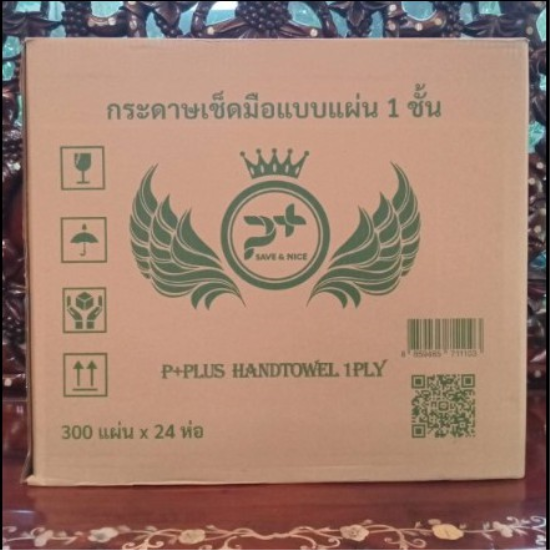 กระดาษเช็ดมือแบบแผ่น 1 ชั้น
P+
SAVE & NICE
P+PLUS HANDTOWEL 1PLY
300 แผ่น x 24 ห่อ